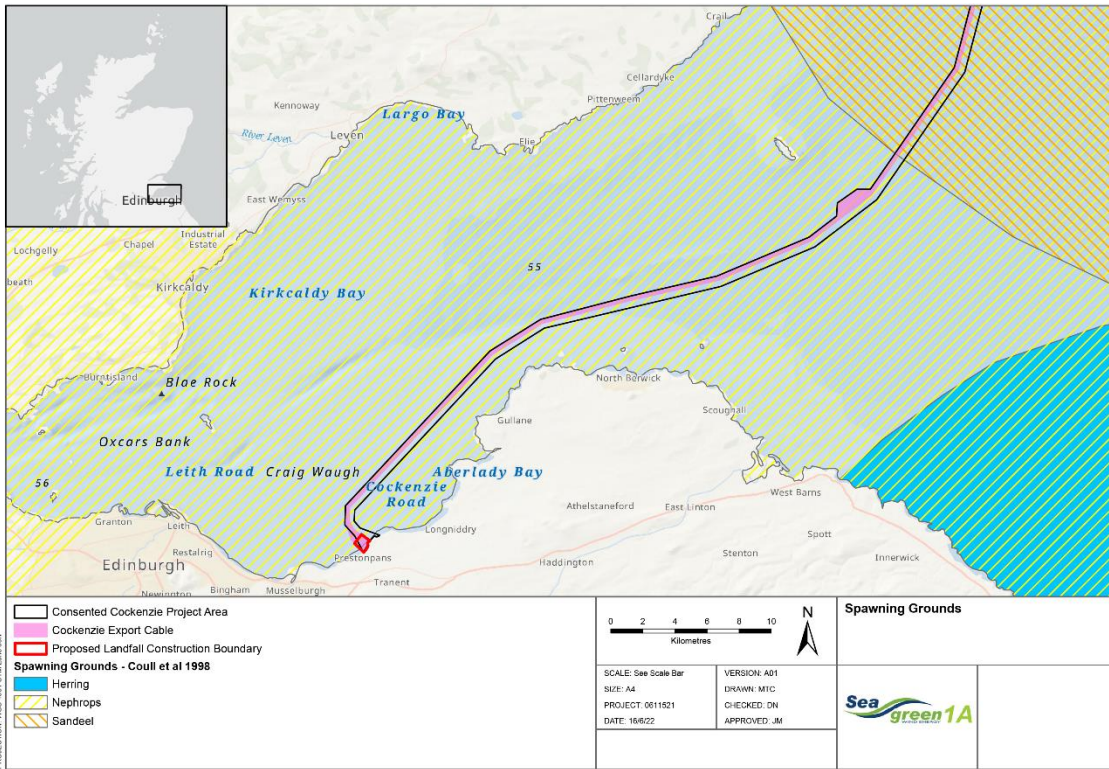 Crail
Cellardyke
Pittenweem
Kennoway
Largo Bay
River Leven
Leven
Elie
Edinburgh
East Wemyss
Industrial
Estate
Chapel
Lochgelly
beath
Kirkcaldy
55
Kirkcaldy Bay
Burntisland
Blae Rock
North Berwick
Scoughall
Gullane
Oxcars Bank
Leith Road
Craig Waugh
Aberlady Bay
56
Cockenzie
Road
West Barns
Granton
Leith
Athelstaneford
East Linton
Longniddry
Spott
Restalrig
Prestonpans
Edinburgh
Haddington
Stenton
Innerwick
Tranent
Newington
Bingham
Musselburgh
Consented Cockenzie Project Area
Cockenzie Export Cable
Proposed Landfall Construction Boundary
Spawning Grounds - Coull et al 1998
Herring
Nephrops
Sandeel
0 2 4 6 8 10
Kilometres
N
SCALE: See Scale Bar
VERSION: A01
SIZE: A4
DRAWN: MTC
PROJECT: 0611521
CHECKED: DN
DATE: 16/6/22
APPROVED: JM
Spawning Grounds
Sea
green 1A
WIND ENERGY